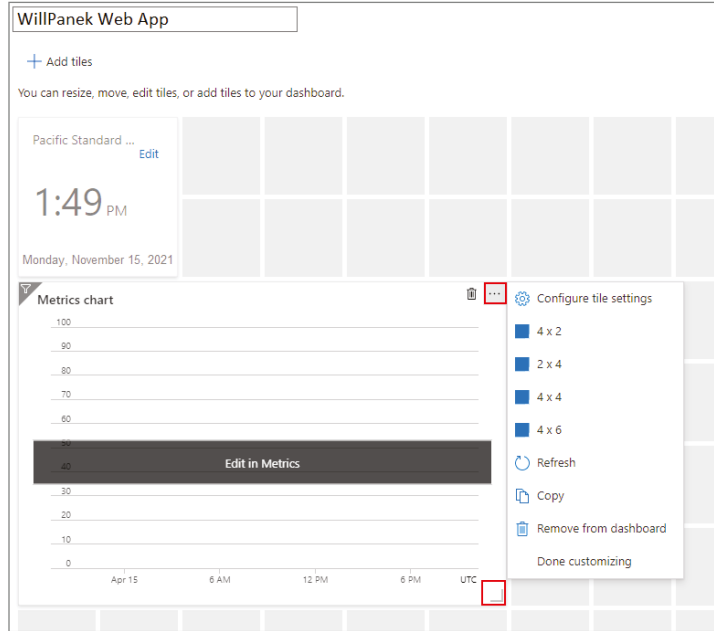 WillPanek Web App
Add tiles
You can resize, move, edit tiles, or add tiles to your dashboard.
Pacific Standard ...
Edit
1:49 PM
Monday, November 15, 2021
Metrics chart
...
100
90
80
70
60
50
40
Edit in Metrics
30
20
10
0
Apr 15 6 AM 12 PM 6 PM UTC
Configure tile settings
4 x 2
2 x 4
4 x 4
4 x 6
Refresh
Copy
Remove from dashboard
Done customizing